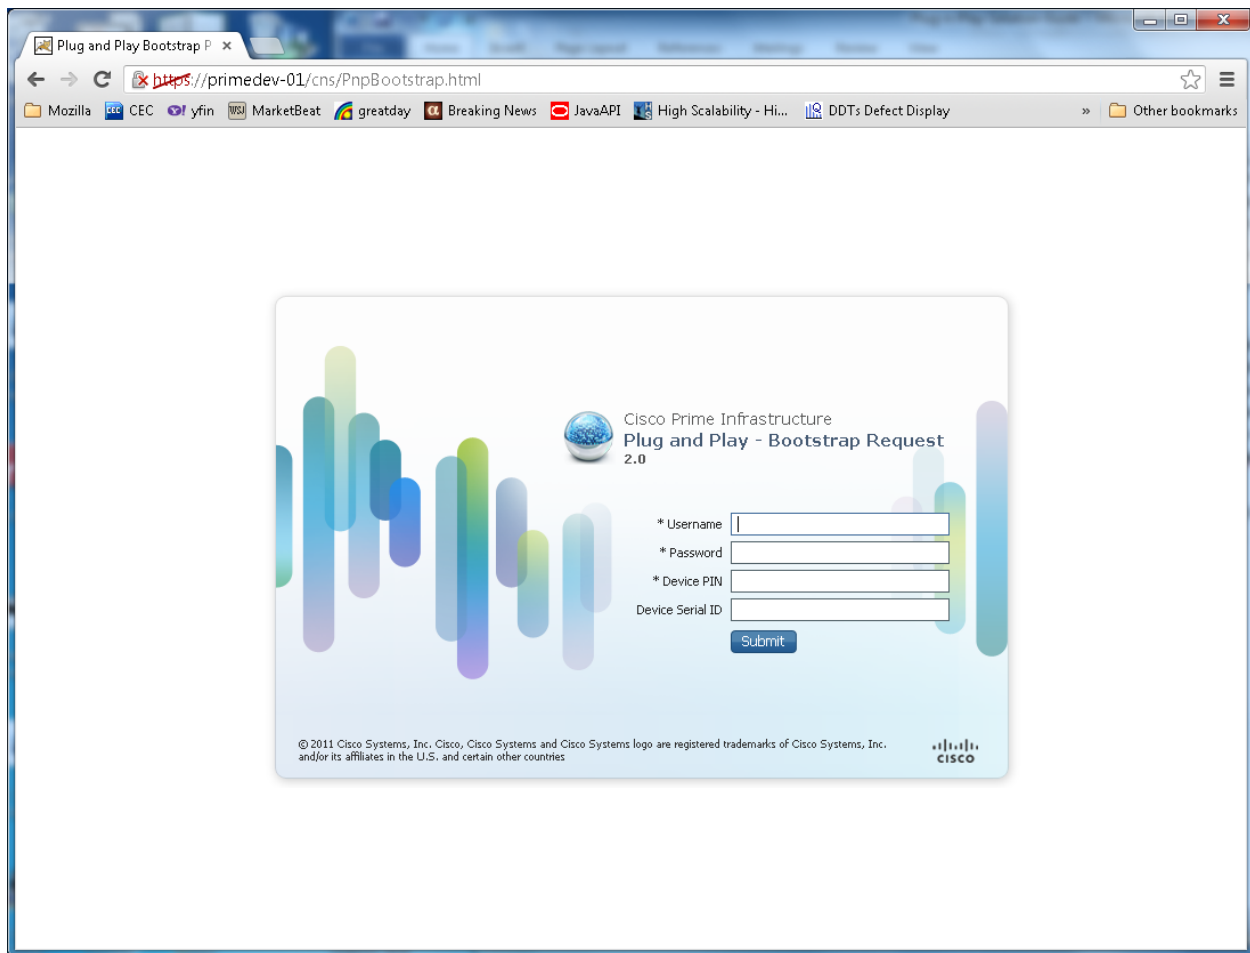 Plug and Play Bootstrap P
https://primedev-01/cns/PnpBootstrap.html
Mozilla CEC yfin WSJ MarketBeat greatday α Breaking News JavaAPI High Scalability - Hi... DDTs Defect Display » Other bookmarks
Cisco Prime Infrastructure
Plug and Play - Bootstrap Request
2.0
* Username
* Password
* Device PIN
Device Serial ID
Submit
© 2011 Cisco Systems, Inc. Cisco, Cisco Systems and Cisco Systems logo are registered trademarks of Cisco Systems, Inc.
and/or its affiliates in the U.S. and certain other countries
CISCO